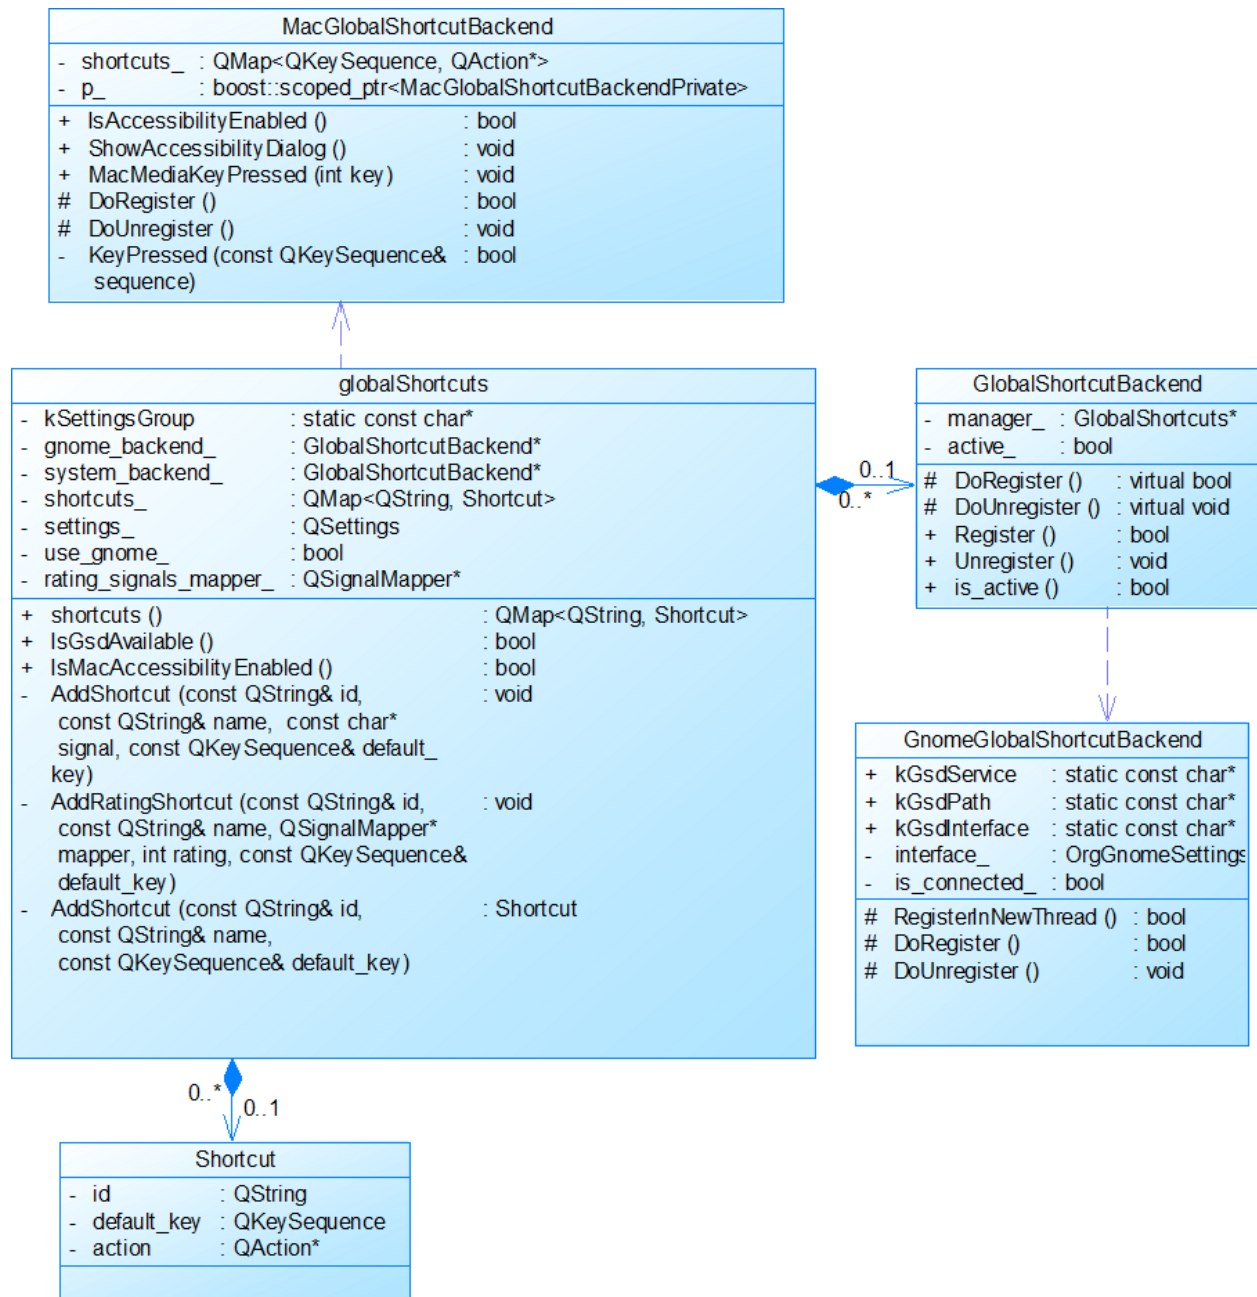 MacGlobalShortcutBackend
- shortcuts_ : QMap<QKeySequence, QAction*>
- p_ : boost::scoped_ptr<MacGlobalShortcutBackendPrivate>
+ IsAccessibilityEnabled () : bool
+ ShowAccessibilityDialog () : void
+ MacMediaKeyPressed (int key) : void
# DoRegister () : bool
# DoUnregister () : void
- KeyPressed (const QKeySequence& : bool
sequence)
globalShortcuts
- kSettingsGroup : static const char*
- gnome_backend_ : GlobalShortcutBackend*
- system_backend_ : GlobalShortcutBackend*
- shortcuts_ : QMap<QString, Shortcut>
- settings_ : QSettings
- use_gnome_ : bool
- rating_signals_mapper_ : QSignalMapper*
+ shortcuts () : QMap<QString, Shortcut>
+ IsGsdAvailable () : bool
+ IsMacAccessibilityEnabled () : bool
- AddShortcut (const QString& id, : void
const QString& name, const char*
signal, const QKeySequence& default_
key)
- AddRatingShortcut (const QString& id, : void
const QString& name, QSignalMapper*
mapper, int rating, const QKeySequence&
default_key)
- AddShortcut (const QString& id, : Shortcut
const QString& name,
const QKeySequence& default_key)
0..1
0..*
GlobalShortcutBackend
- manager_ : GlobalShortcuts*
- active_ : bool
# DoRegister () : virtual bool
# DoUnregister () : virtual void
+ Register () : bool
+ Unregister () : void
+ is_active () : bool
GnomeGlobalShortcutBackend
+ kGsdService : static const char*
+ kGsdPath : static const char*
+ kGsdInterface : static const char*
- interface_ : OrgGnomeSettings
- is_connected_ : bool
# RegisterInNewThread () : bool
# DoRegister () : bool
# DoUnregister () : void
0..*
0..1
Shortcut
- id : QString
- default_key : QKeySequence
- action : QAction*